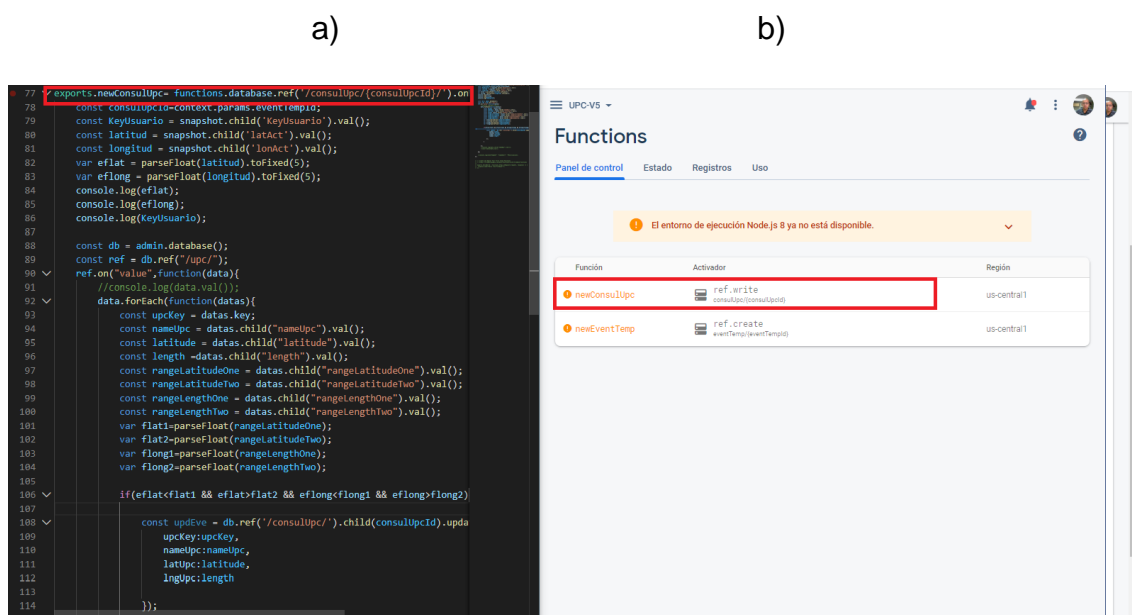 a)
b)
77 exports.newConsulUpc= functions.database.ref('/consulUpc/{consulUpcId}/').on
78 const consulUpcId=context.params.eventTempId;
79 const KeyUsuario = snapshot.child('KeyUsuario').val();
80 const latitud = snapshot.child('latAct').val();
81 const longitud = snapshot.child('lonAct').val();
82 var eflat = parseFloat(latitud).toFixed(5);
83 var eflong = parseFloat(longitud).toFixed(5);
84 console.log(eflat);
85 console.log(eflong);
86 console.log(KeyUsuario);
87
88 const db = admin.database();
89 const ref = db.ref("/upc/");
90 ref.on("value",function(data){
91 //console.log(data.val());
92 data.forEach(function(datas){
93 const upcKey = datas.key;
94 const nameUpc = datas.child("nameUpc").val();
95 const latitude = datas.child("latitude").val();
96 const length =datas.child("length").val();
97 const rangeLatitudeOne = datas.child("rangeLatitudeOne").val();
98 const rangeLatitudeTwo = datas.child("rangeLatitudeTwo").val();
99 const rangeLengthOne = datas.child("rangeLengthOne").val();
100 const rangeLengthTwo = datas.child("rangeLengthTwo").val();
101 var flat1=parseFloat(rangeLatitudeOne);
102 var flat2=parseFloat(rangeLatitudeTwo);
103 var flong1=parseFloat(rangeLengthOne);
104 var flong2=parseFloat(rangeLengthTwo);
105
106 if(eflat<flat1 && eflat>flat2 && eflong<flong1 && eflong>flong2)
107
108 const updEve = db.ref('/consulUpc/').child(consulUpcId).upda
109 upcKey:upcKey,
110 nameUpc:nameUpc,
111 latUpc:latitude,
112 lngUpc:length
113
114 });
UPC-V5
Functions
Panel de control Estado Registros Uso
El entorno de ejecución Node.js 8 ya no está disponible.
Función Activador Región
newConsulUpc ref.write us-central1
consulUpc/{consulUpcId}
newEventTemp ref.create us-central1
eventTemp/{eventTempId}